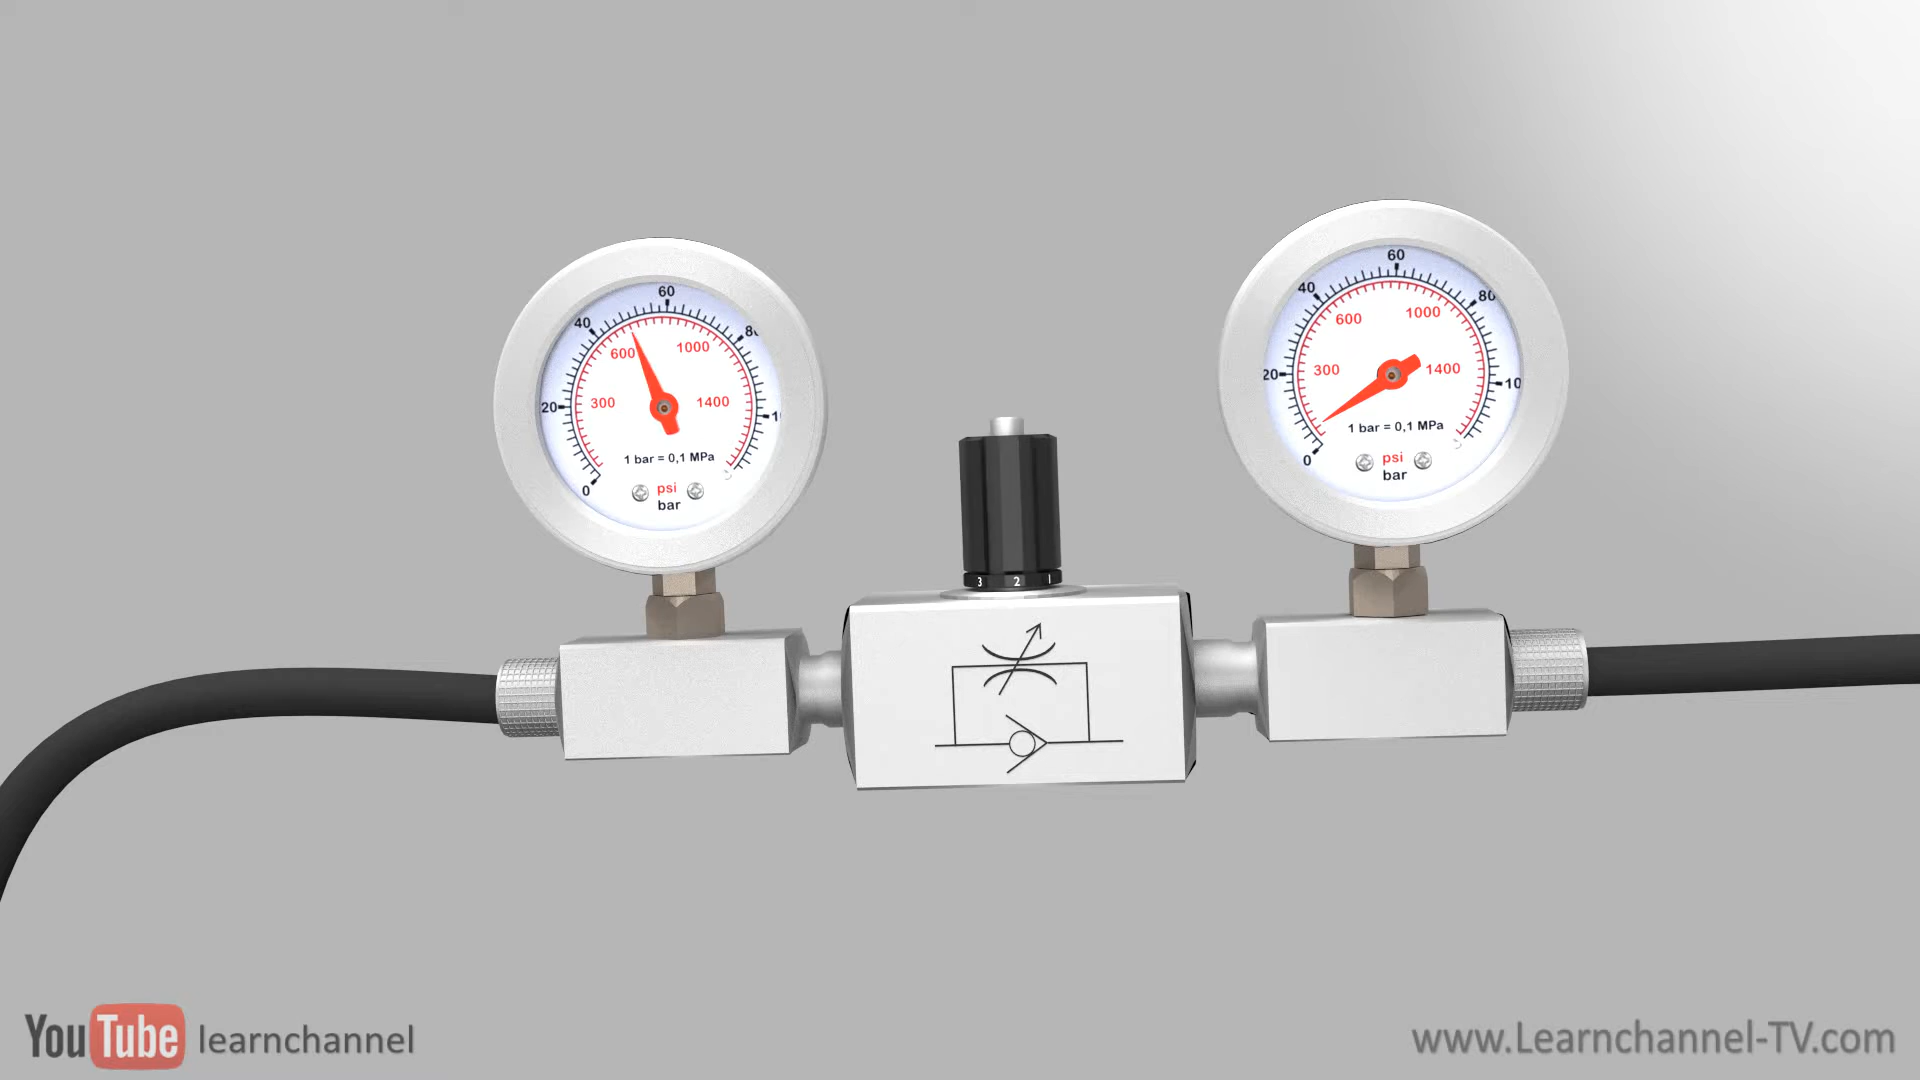 60
40
80
600
1000
20
300
1400
10
1 bar = 0,1 MPa
0
psi
bar
60
40
600
1000
20
300
1400
1 bar = 0,1 MPa
0
psi
bar
3 2 1
YouTube learnchannel
www.Learnchannel-TV.com